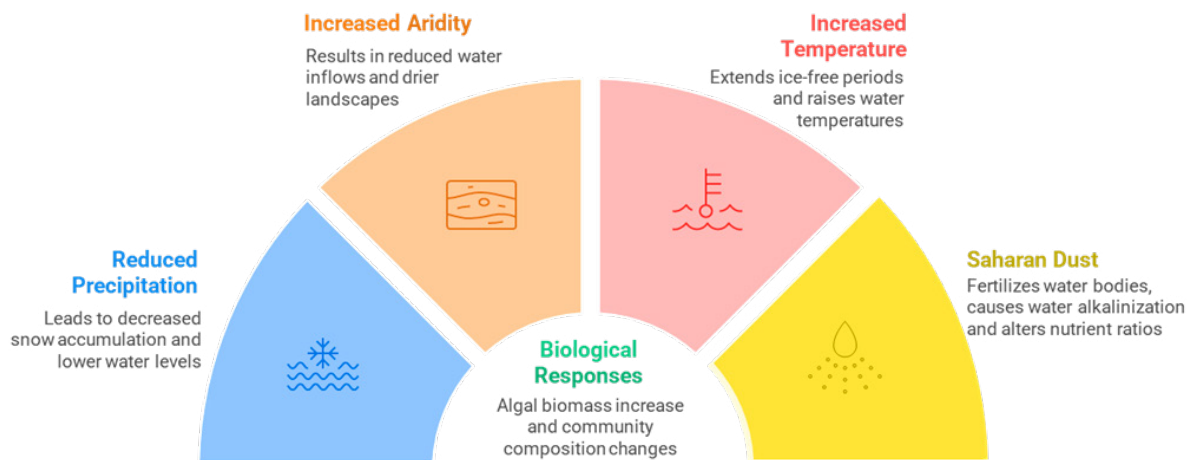 Increased Aridity
Results in reduced water
inflows and drier
landscapes
Increased
Temperature
Extends ice-free periods
and raises water
temperatures
Reduced
Precipitation
Leads to decreased
snow accumulation and
lower water levels
Saharan Dust
Fertilizes water bodies,
causes water alkalinization
and alters nutrient ratios
Biological
Responses
Algal biomass increase
and community
composition changes